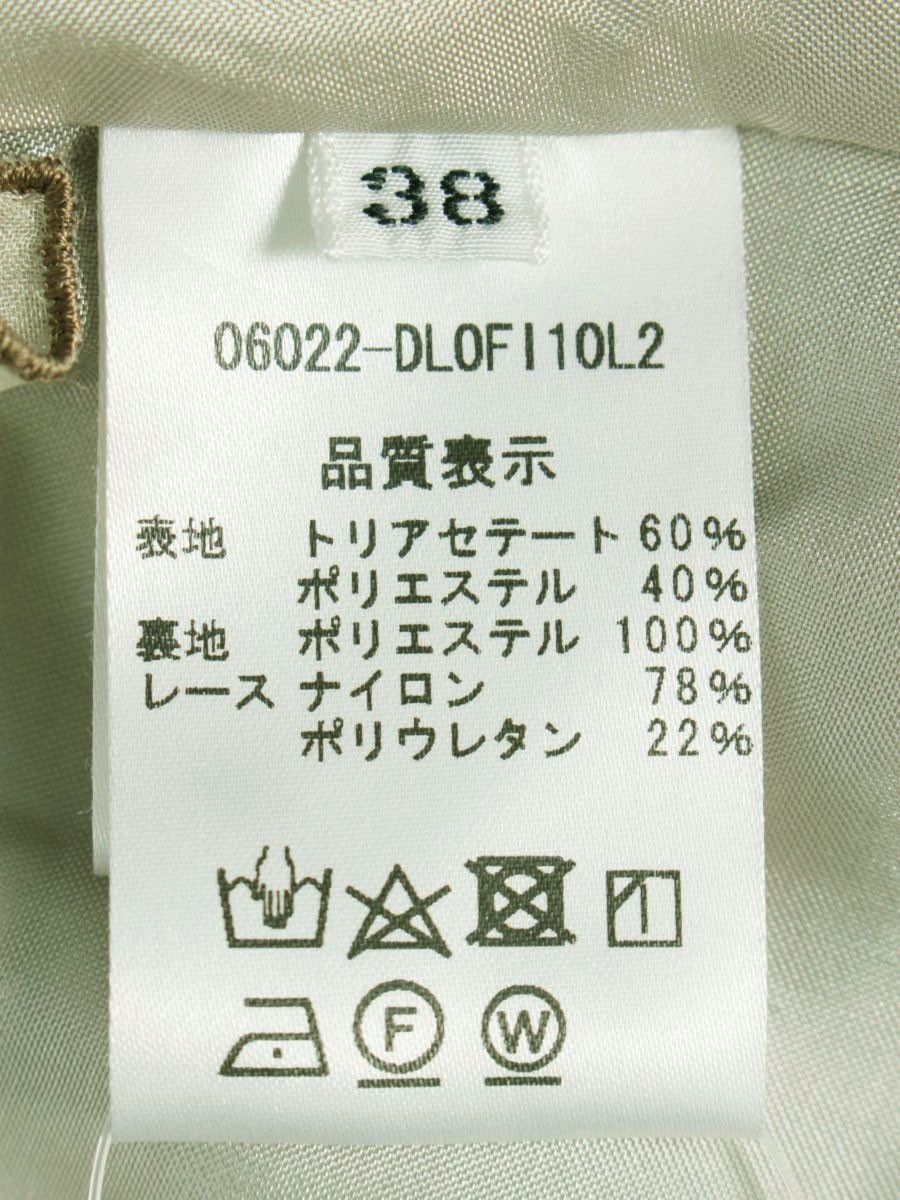 38
06022-DL0FI10L2
品質表示
表地 トリアセテート 60%
ポリエステル 40%
裏地 ポリエステル 100%
レース ナイロン 78%
ポリウレタン 22%
F W